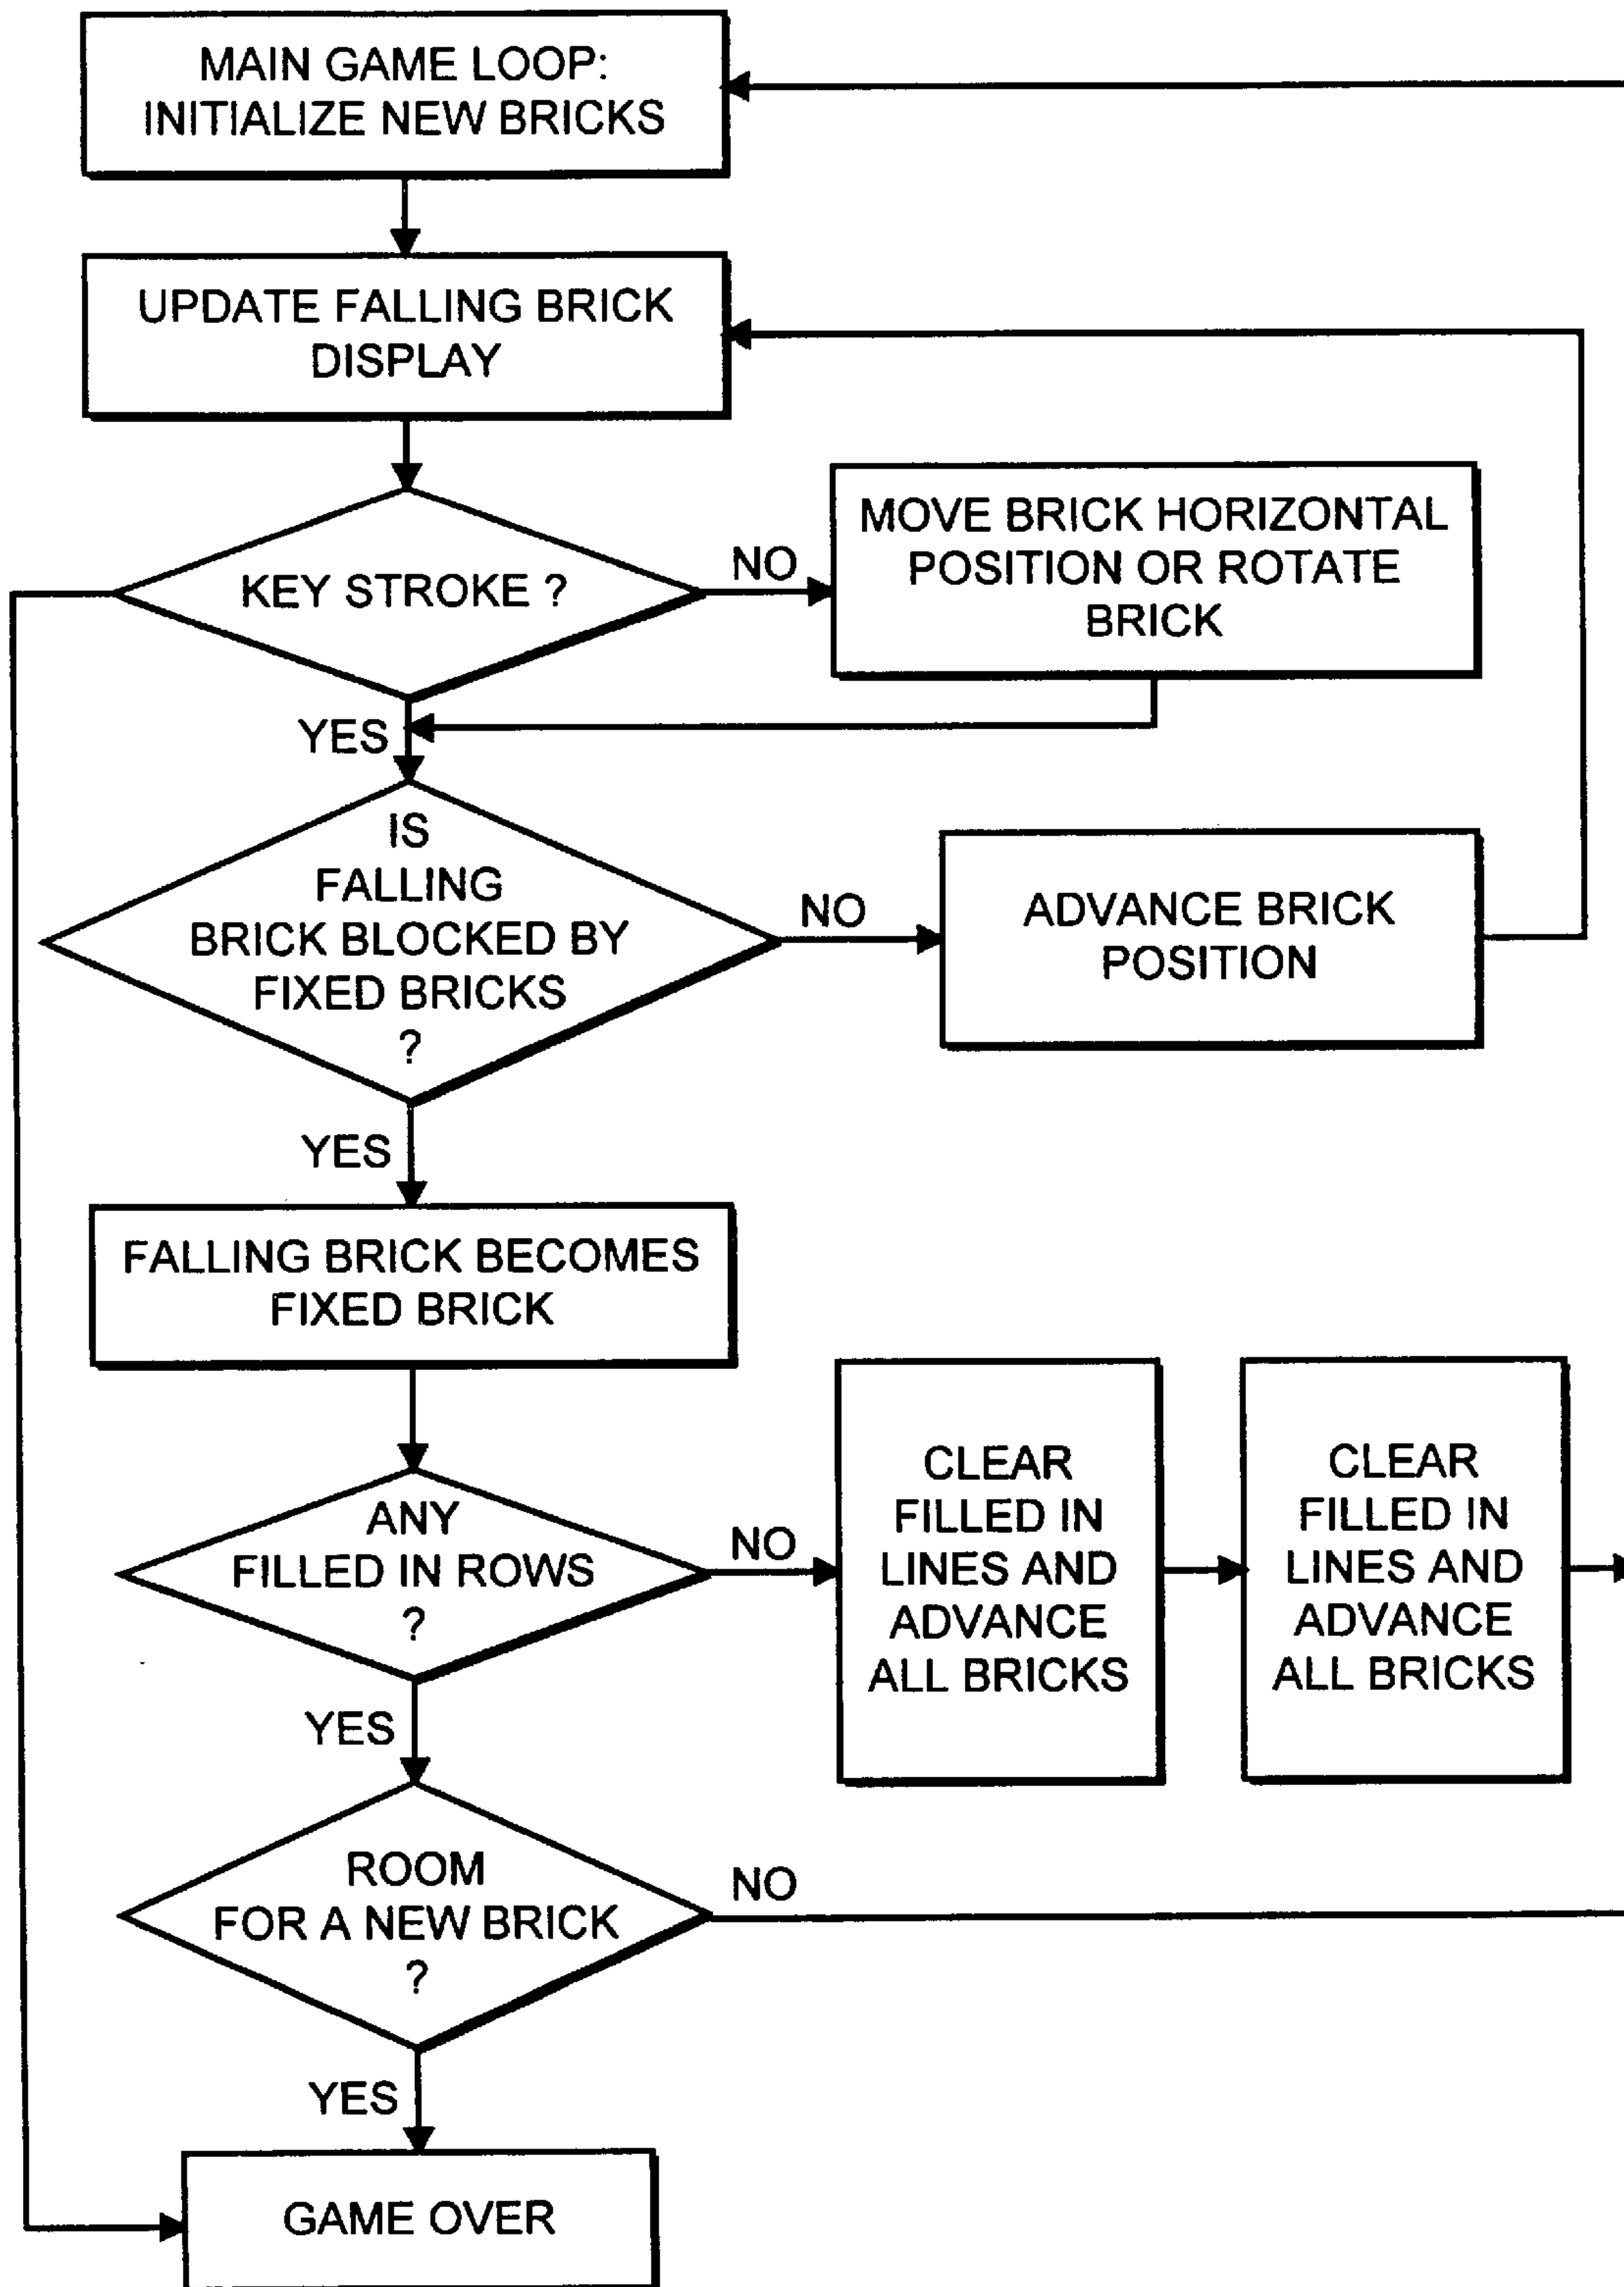 MAIN GAME LOOP:
INITIALIZE NEW BRICKS
UPDATE FALLING BRICK
DISPLAY
KEY STROKE ?
NO
MOVE BRICK HORIZONTAL
POSITION OR ROTATE
BRICK
YES
IS
FALLING
BRICK BLOCKED BY
FIXED BRICKS
?
NO
ADVANCE BRICK
POSITION
YES
FALLING BRICK BECOMES
FIXED BRICK
ANY
FILLED IN ROWS
?
NO
CLEAR
FILLED IN
LINES AND
ADVANCE
ALL BRICKS
CLEAR
FILLED IN
LINES AND
ADVANCE
ALL BRICKS
YES
ROOM
FOR A NEW BRICK
?
NO
YES
GAME OVER